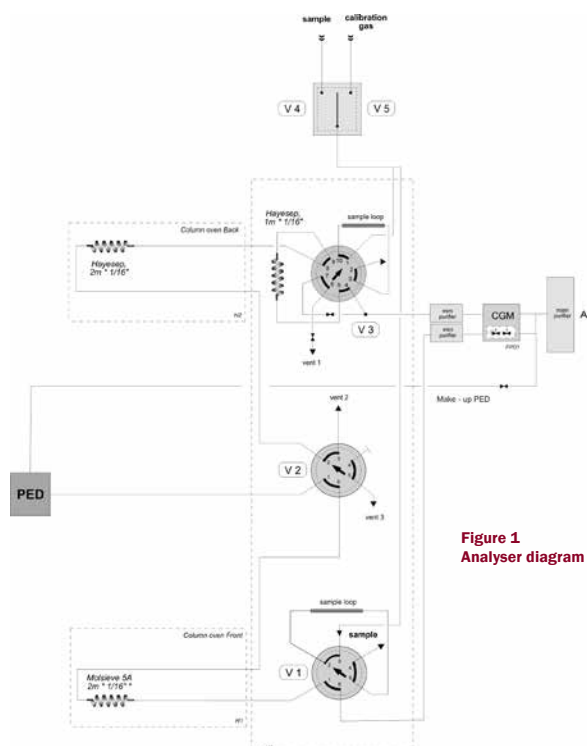 sample
calibration
gas
V 4
V 5
Column oven Back
Hayesep,
1m * 1/16"
sample loop
Hayesep,
2m * 1/16"
V 3
vent 1
CGM
Make - up PED
vent 2
V 2
PED
vent 3
Figure 1
Analyser diagram
sample loop
sample
Column oven Front
V 1
Molsieve 5A
2m * 1/16" *